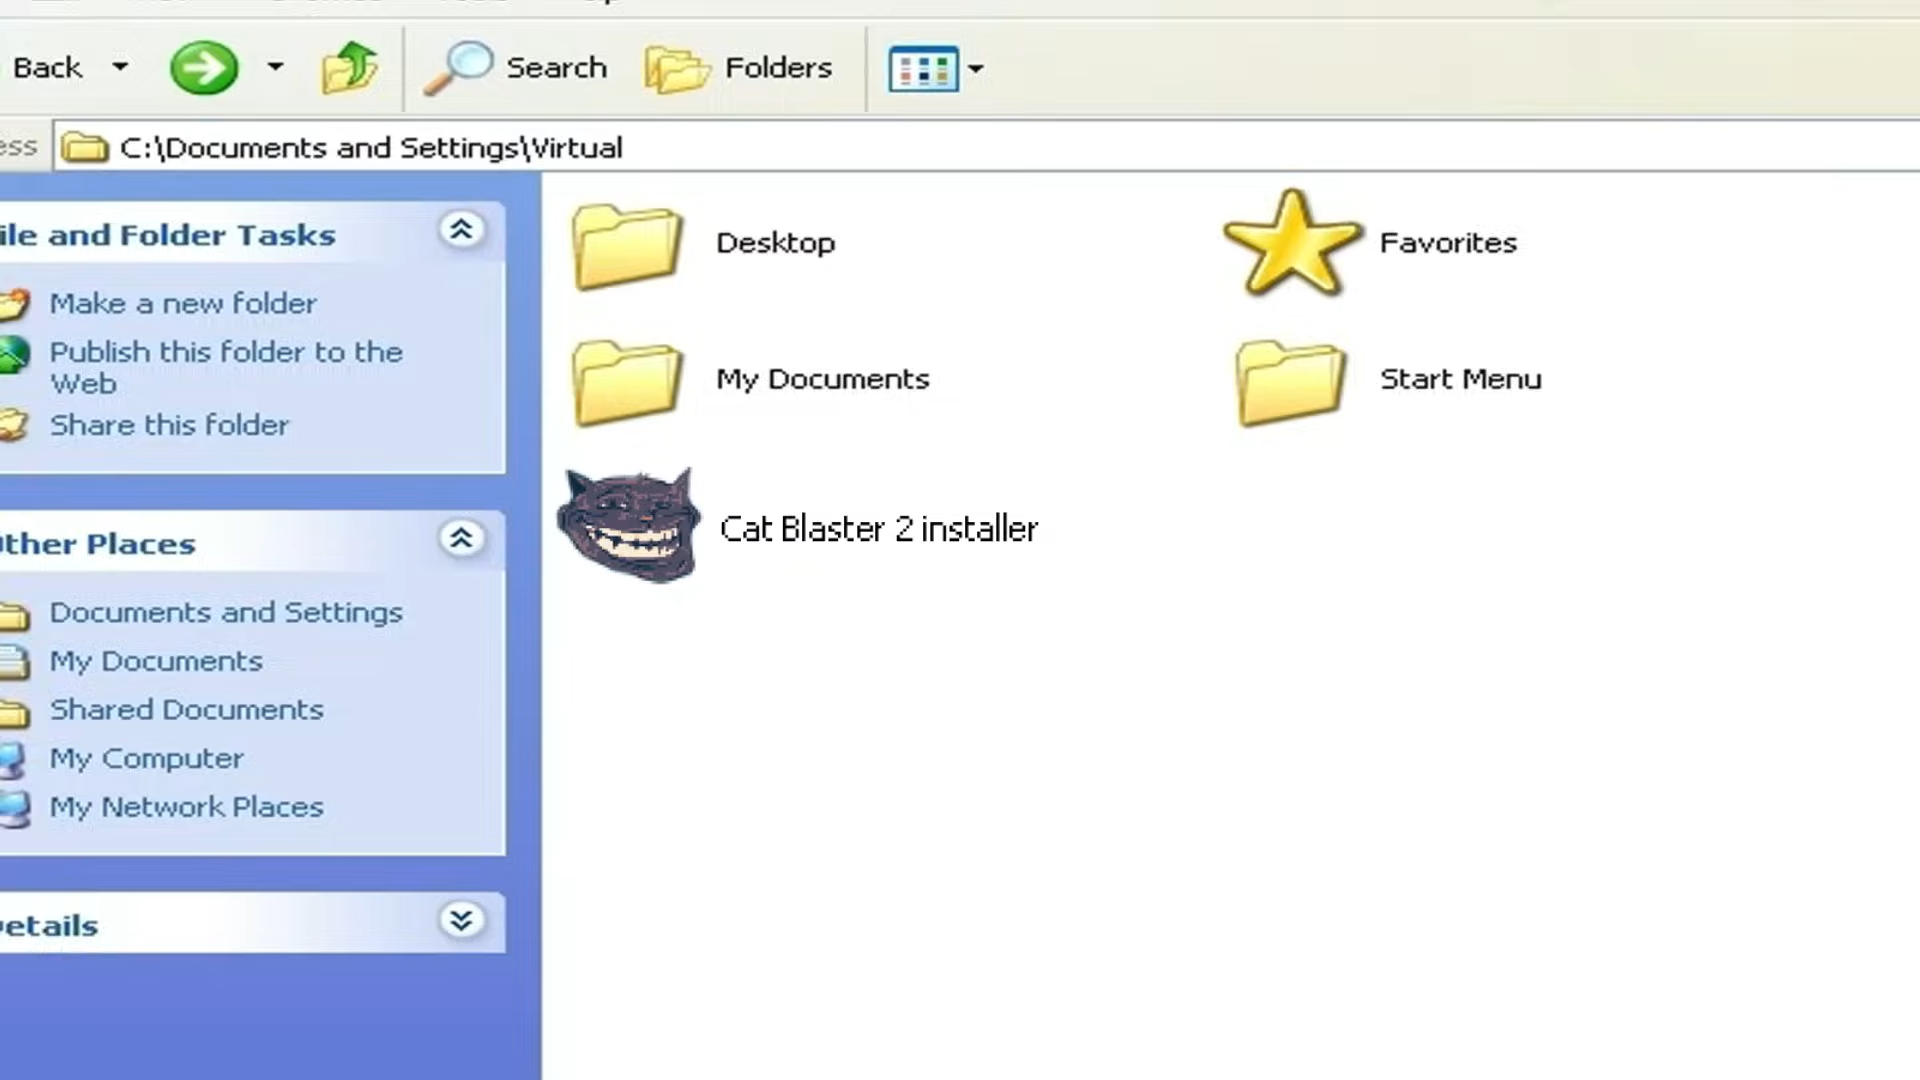 Back
Search
Folders
ess
C:\Documents and Settings\Virtual
ile and Folder Tasks
Make a new folder
Publish this folder to the
Web
Share this folder
ther Places
Documents and Settings
My Documents
Shared Documents
My Computer
My Network Places
etails
Desktop
Favorites
My Documents
Start Menu
Cat Blaster 2 installer